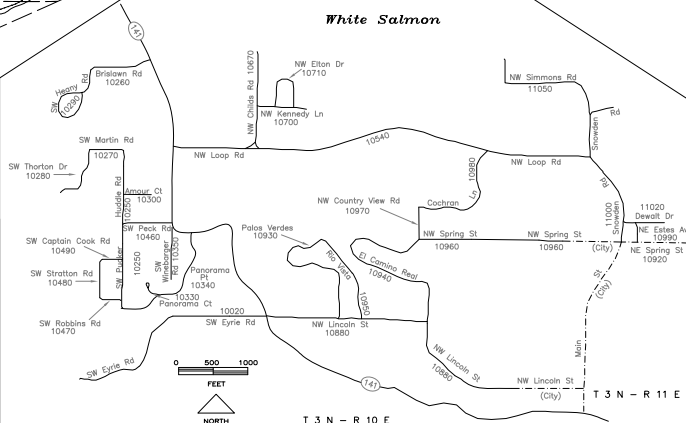 White Salmon
141
Brislawn Rd
10260
SW Heany Rd
10290
NW Childs Rd 10670
NW Elton Dr
10710
NW Kennedy Ln
10700
NW Simmons Rd
11050
Snowden Rd
SW Martin Rd
10270
SW Thorton Dr
10280
NW Loop Rd
10540
10980
NW Loop Rd
Huddle Rd
10250
Amour Ct
10300
NW Country View Rd
10970
Cochran Ln
Rd
11000
Snowden
11020
Dewalt Dr
NE Estes Av
10990
SW Peck Rd
10460
SW Captain Cook Rd
10490
SW Stratton Rd
10480
SW Robbins Rd
10470
SW Pucker
10250
SW Winebarger Rd 10350
Panorama Pt
10340
10330
Panorama Ct
Palos Verdes
10930
Rio Vista
10950
El Camino Real
10940
NW Spring St
10960
NW Spring St
10960
(City)
NE Spring St
10920
10020
SW Eyrie Rd
NW Lincoln St
10880
St
(City)
Main
SW Eyrie Rd
0 500 1000
FEET
NORTH
141
NW Lincoln St
10880
NW Lincoln St
(City)
T 3 N - R 11 E
T 3 N - R 10 E